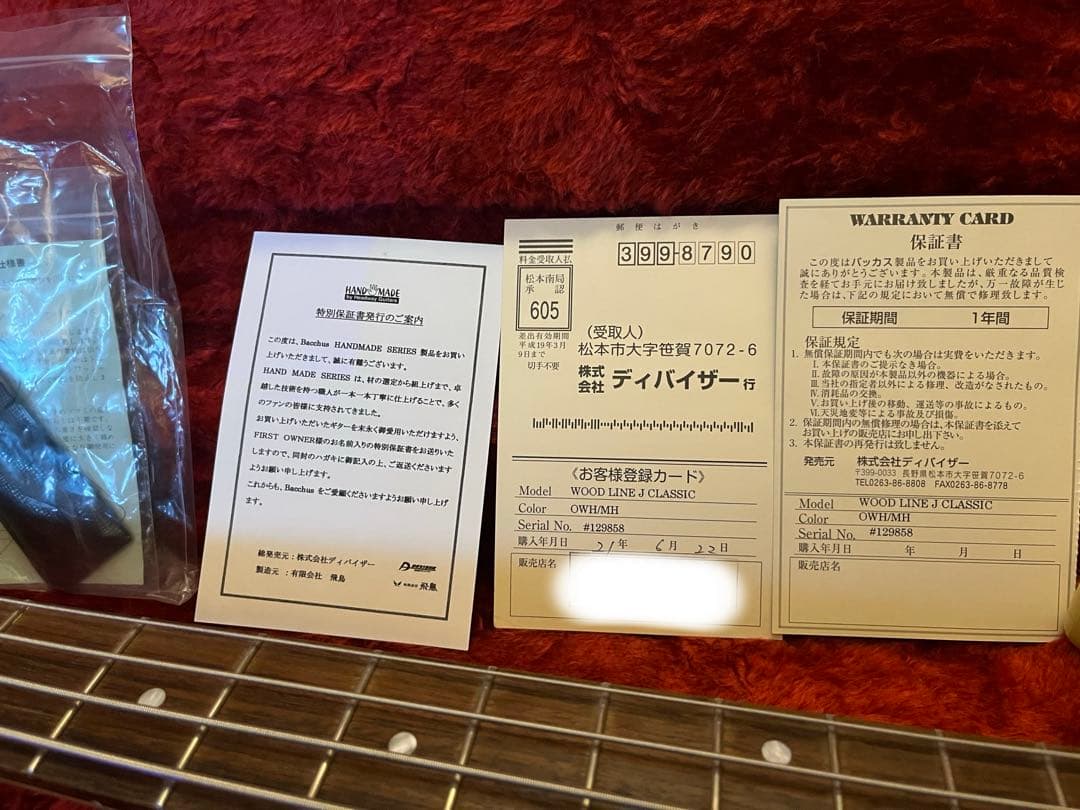 仕様書
HAND MADE
by Headway Guitars
特別保証書発行のご案内
この度は、Bacchus HANDMADE SERIES 製品をお買い
上げいただきまして、誠に有難うございます。
HAND MADE SERIES は、材の選定から組上げまで、卓
越した技術を持つ職人が一本一本丁寧に仕上げることで、多く
のファンの皆様に支持されてきました。
お買い上げいただいたギターを末永く御愛用いただけますよう、
FIRST OWNER様のお名前入りの特別保証書をお送りいた
しますので、同封のハガキに御記入の上、ご返送くださいます
ようお願い申し上げます。
これからも、Bacchus をご愛顧くださいますようお願い申し上げ
ます。
総発売元：株式会社ディバイザー
製造元 ：有限会社 飛鳥
DEVISER
有限会社 飛鳥
郵便はがき
料金受取人払
399-8790
松本南局
承認
605
差出有効期間
平成19年3月
9日まで
切手不要
(受取人)
松本市大字笹賀7072-6
株式
会社 ディバイザー 行
《お客様登録カード》
Model WOOD LINE J CLASSIC
Color OWH/MH
Serial No. #129858
購入年月日 21年 6月 22日
販売店名
WARRANTY CARD
保証書
この度はバッカス製品をお買い上げいただきまして
誠にありがとうございます。本製品は、厳重なる品質検
査を経てお手元にお届け致しましたが、万一故障が生じ
た場合は、下記の規定において無償で修理致します。
保証期間 1年間
保証規定
1. 無償保証期間内でも次の場合は実費をいただきます。
I. 本保証書のご提示なき場合。
II. 故障の原因が本製品以外の機器による場合。
III. 当社の指定者以外による修理、改造がなされたもの。
IV. 消耗品の交換。
V. お買い上げ後の移動、運送等の事故によるもの。
VI. 天災地変等による事故及び損傷。
2. 保証期間内の無償修理の場合は、本保証書を添えて
お買い上げの販売店にお申し出下さい。
3. 本保証書の再発行は致しません。
発売元 株式会社ディバイザー
〒399-0033 長野県松本市大字笹賀7072-6
TEL0263-86-8808 FAX0263-86-8778
Model WOOD LINE J CLASSIC
Color OWH/MH
Serial No. #129858
購入年月日 年 月 日
販売店名